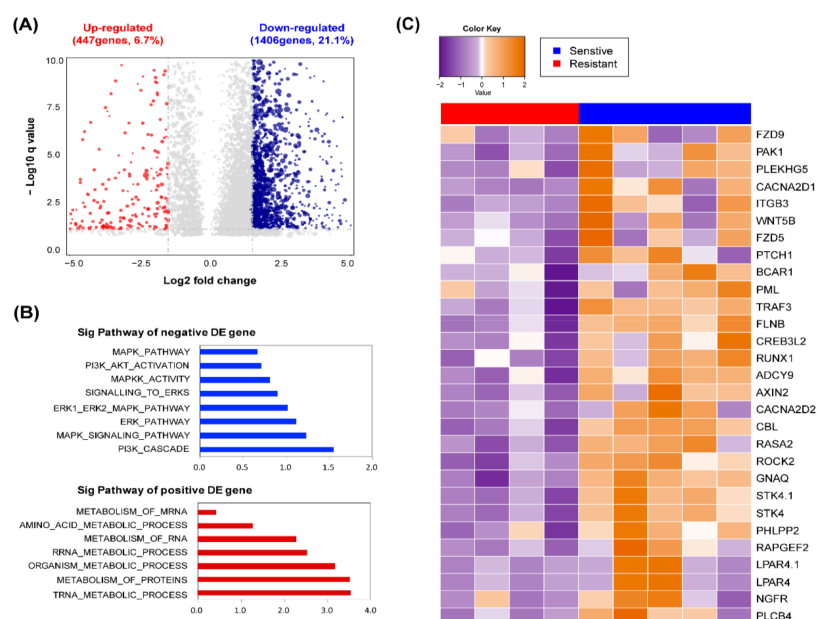 (A)
Up-regulated
(447genes, 6.7%)
Down-regulated
(1406genes, 21.1%)
10.0
7.5
5.0
2.5
0.0
– Log10 q value
−5.0
−2.5
0.0
2.5
5.0
Log2 fold change
(B)
Sig Pathway of negative DE gene
MAPK_PATHWAY
PI3K_AKT_ACTIVATION
MAPKK_ACTIVITY
SIGNALLING_TO_ERKS
ERK1_ERK2_MAPK_PATHWAY
ERK_PATHWAY
MAPK_SIGNALING_PATHWAY
PI3K_CASCADE
0.0
0.5
1.0
1.5
2.0
Sig Pathway of positive DE gene
METABOLISM_OF_MRNA
AMINO_ACID_METABOLIC_PROCESS
METABOLISM_OF_RNA
RRNA_METABOLIC_PROCESS
ORGANISM_METABOLIC_PROCESS
METABOLISM_OF_PROTEINS
TRNA_METABOLIC_PROCESS
0.0
1.0
2.0
3.0
4.0
(C)
Color Key
−2
−1
0
1
2
Value
Senstive
Resistant
FZD9
PAK1
PLEKHG5
CACNA2D1
ITGB3
WNT5B
FZD5
PTCH1
BCAR1
PML
TRAF3
FLNB
CREB3L2
RUNX1
ADCY9
AXIN2
CACNA2D2
CBL
RASA2
ROCK2
GNAQ
STK4.1
STK4
PHLPP2
RAPGEF2
LPAR4.1
LPAR4
NGFR
PLCB4